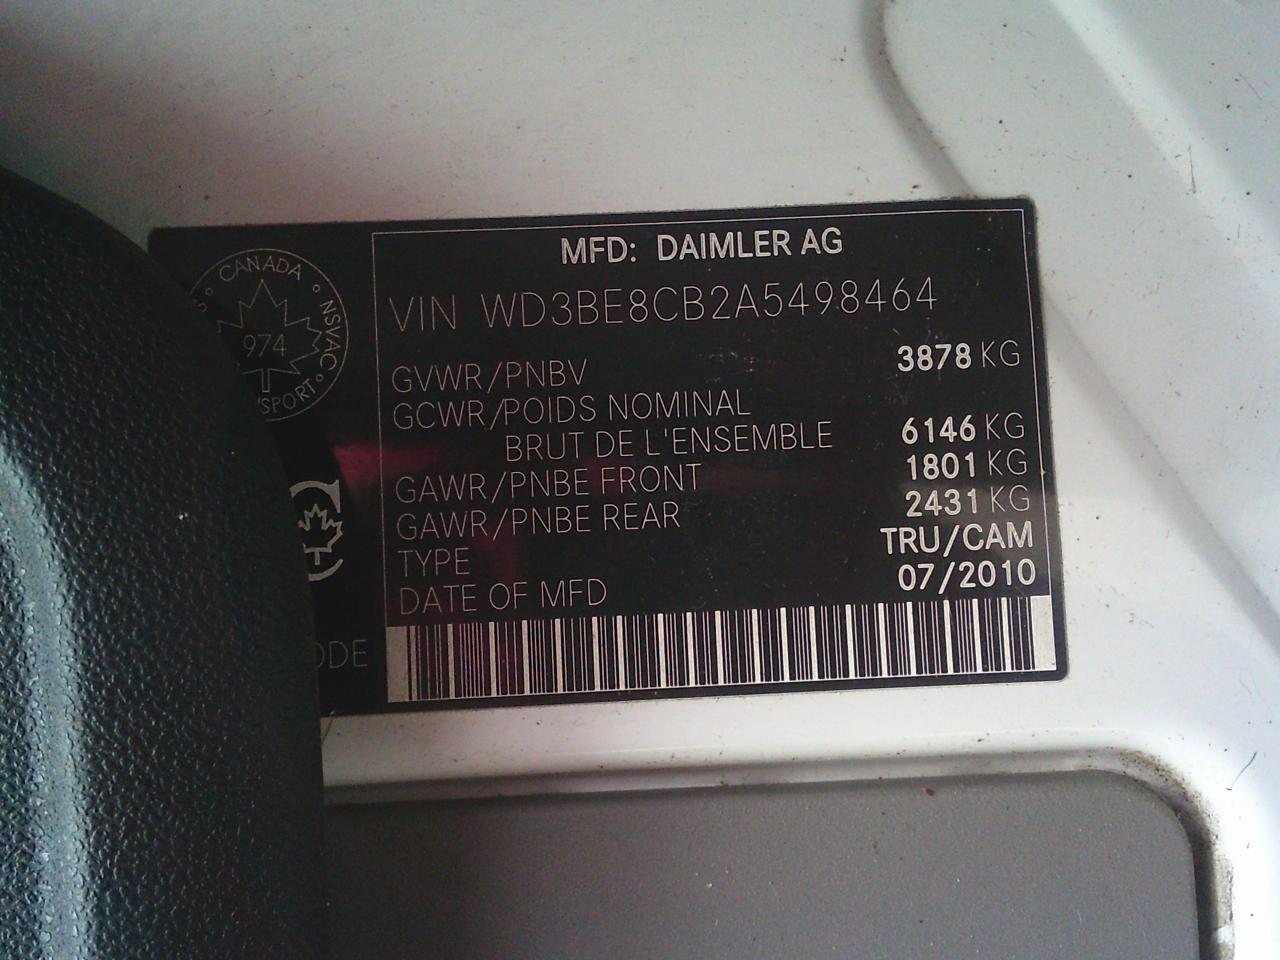 MFD: DAIMLER AG
VIN WD3BE8CB2A5498464
GVWR/PNBV 3878 KG
GCWR/POIDS NOMINAL
BRUT DE L'ENSEMBLE 6146 KG
GAWR/PNBE FRONT 1801 KG
GAWR/PNBE REAR 2431 KG
TYPE TRU/CAM
DATE OF MFD 07/2010
CANADA
NSVAC
974